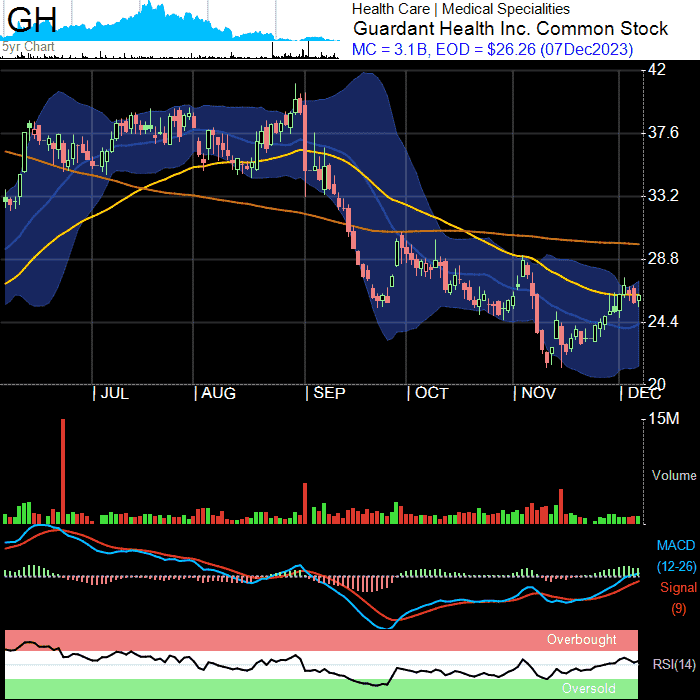 GH
5yr Chart
Health Care | Medical Specialities
Guardant Health Inc. Common Stock
MC = 3.1B, EOD = $26.26 (07Dec2023)
42
37.6
33.2
28.8
24.4
20
| JUL | AUG | SEP | OCT | NOV | DEC
15M
Volume
MACD
(12-26)
Signal
(9)
Overbought
RSI(14)
Oversold